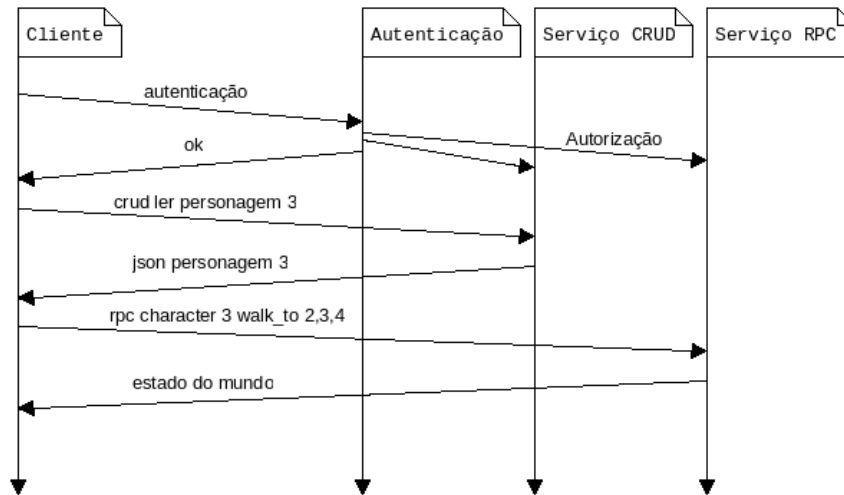 Cliente
Autenticação
Serviço CRUD
Serviço RPC
autenticação
Autorização
ok
crud ler personagem 3
json personagem 3
rpc character 3 walk_to 2,3,4
estado do mundo